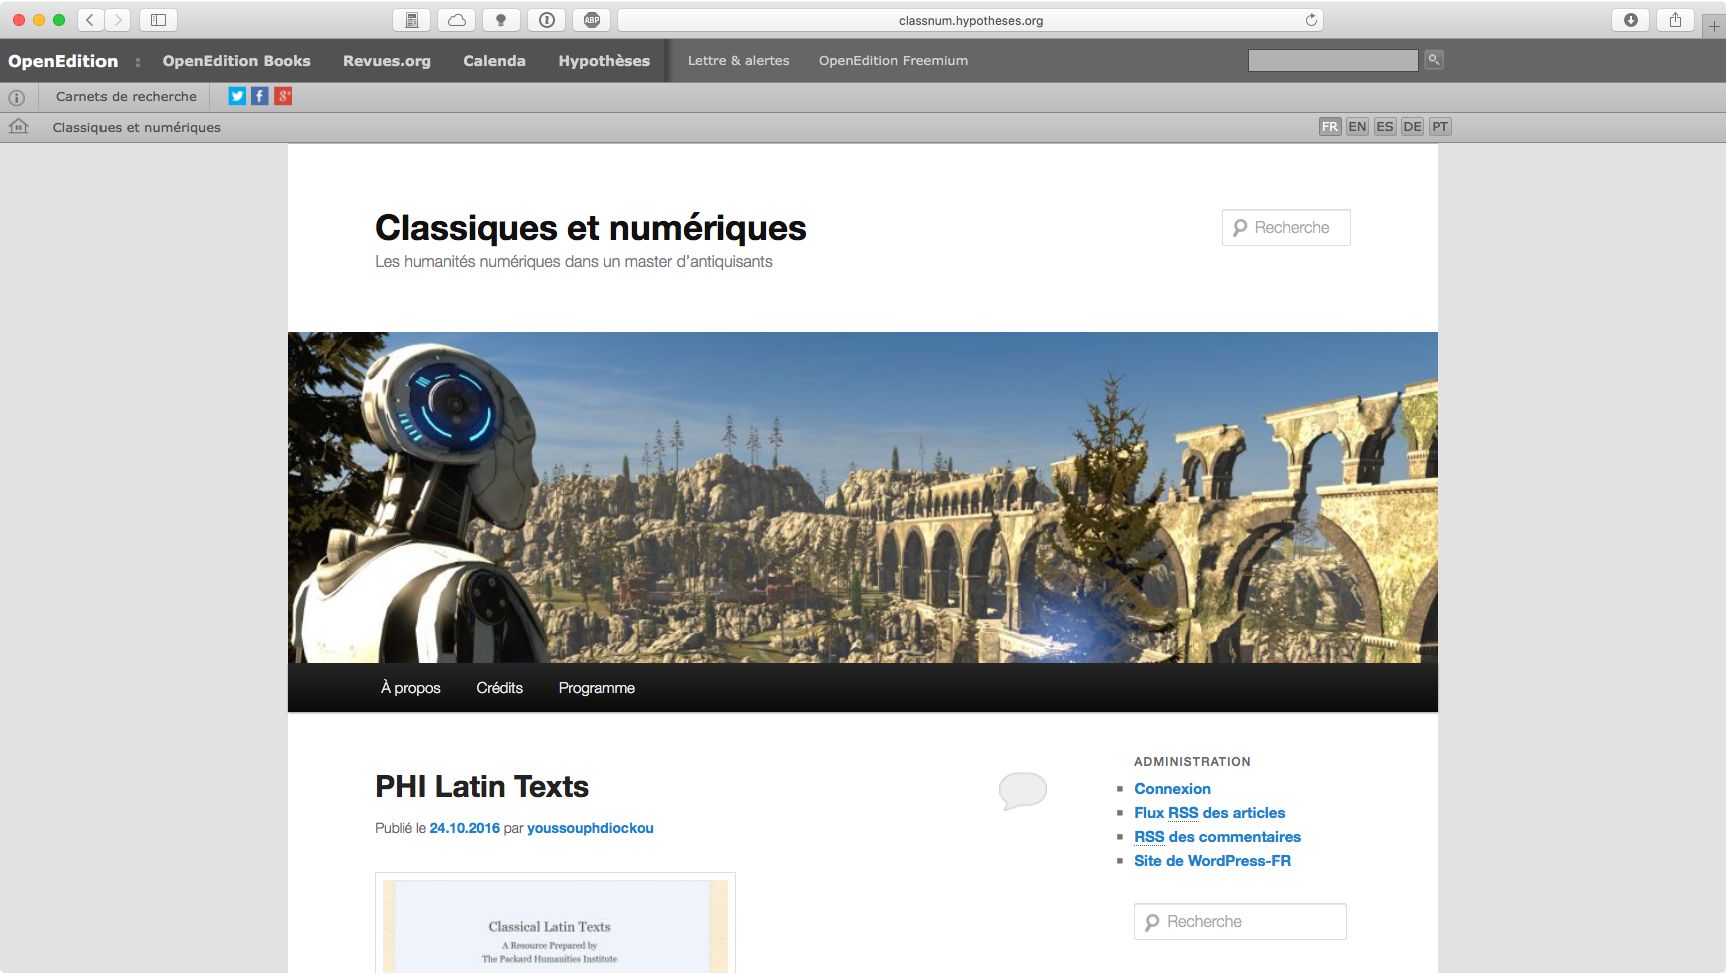 classnum.hypotheses.org
OpenEdition : OpenEdition Books Revues.org Calenda Hypothèses Lettre & alertes OpenEdition Freemium
Carnets de recherche
Classiques et numériques FR EN ES DE PT
Classiques et numériques
Les humanités numériques dans un master d’antiquisants
Recherche
À propos Crédits Programme
PHI Latin Texts
Publié le 24.10.2016 par youssouphdiockou
Classical Latin Texts
A Resource Prepared by
The Packard Humanities Institute
ADMINISTRATION
Connexion
Flux RSS des articles
RSS des commentaires
Site de WordPress-FR
Recherche